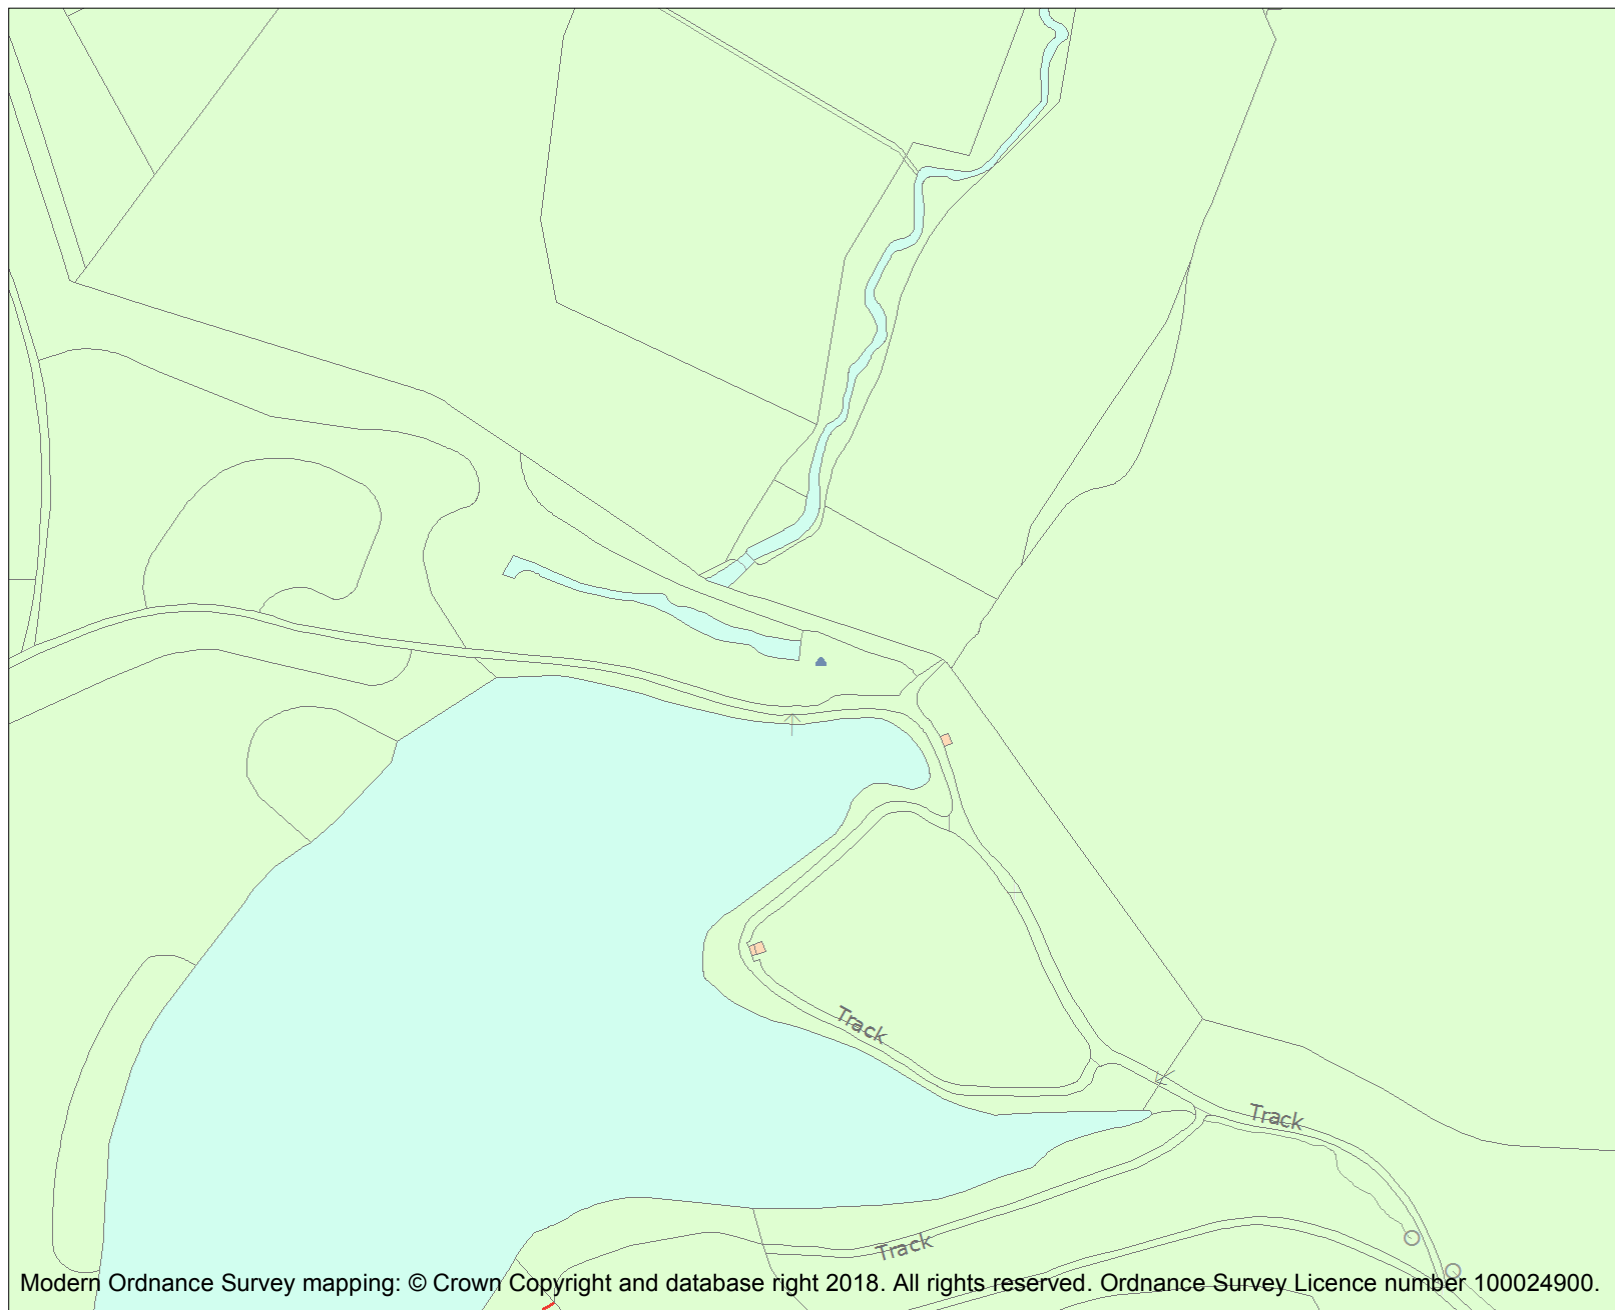 Track
Track
Track
Modern Ordnance Survey mapping: © Crown Copyright and database right 2018. All rights reserved. Ordnance Survey Licence number 100024900.